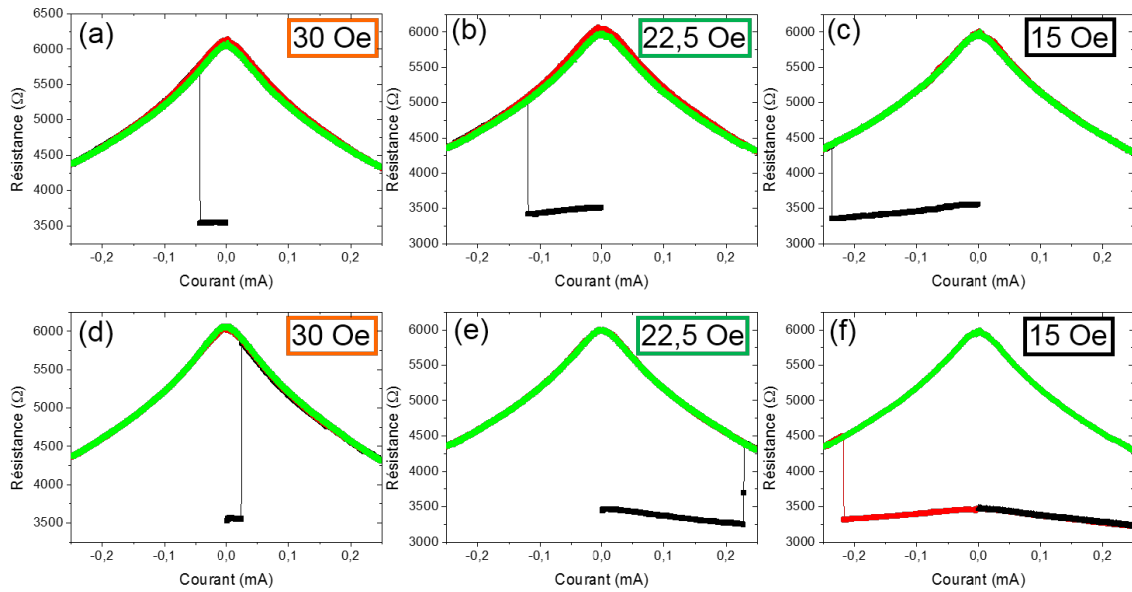 (a) 30 Oe
6500
6000
5500
5000
4500
4000
3500
Résistance (Ω)
-0,2 -0,1 0,0 0,1 0,2
Courant (mA)
(b) 22,5 Oe
6000
5500
5000
4500
4000
3500
3000
Résistance (Ω)
-0,2 -0,1 0,0 0,1 0,2
Courant (mA)
(c) 15 Oe
6000
5500
5000
4500
4000
3500
3000
Résistance (Ω)
-0,2 -0,1 0,0 0,1 0,2
Courant (mA)
(d) 30 Oe
6000
5500
5000
4500
4000
3500
Résistance (Ω)
-0,2 -0,1 0,0 0,1 0,2
Courant (mA)
(e) 22,5 Oe
6000
5500
5000
4500
4000
3500
3000
Résistance (Ω)
-0,2 -0,1 0,0 0,1 0,2
Courant (mA)
(f) 15 Oe
6000
5500
5000
4500
4000
3500
3000
Résistance (Ω)
-0,2 -0,1 0,0 0,1 0,2
Courant (mA)